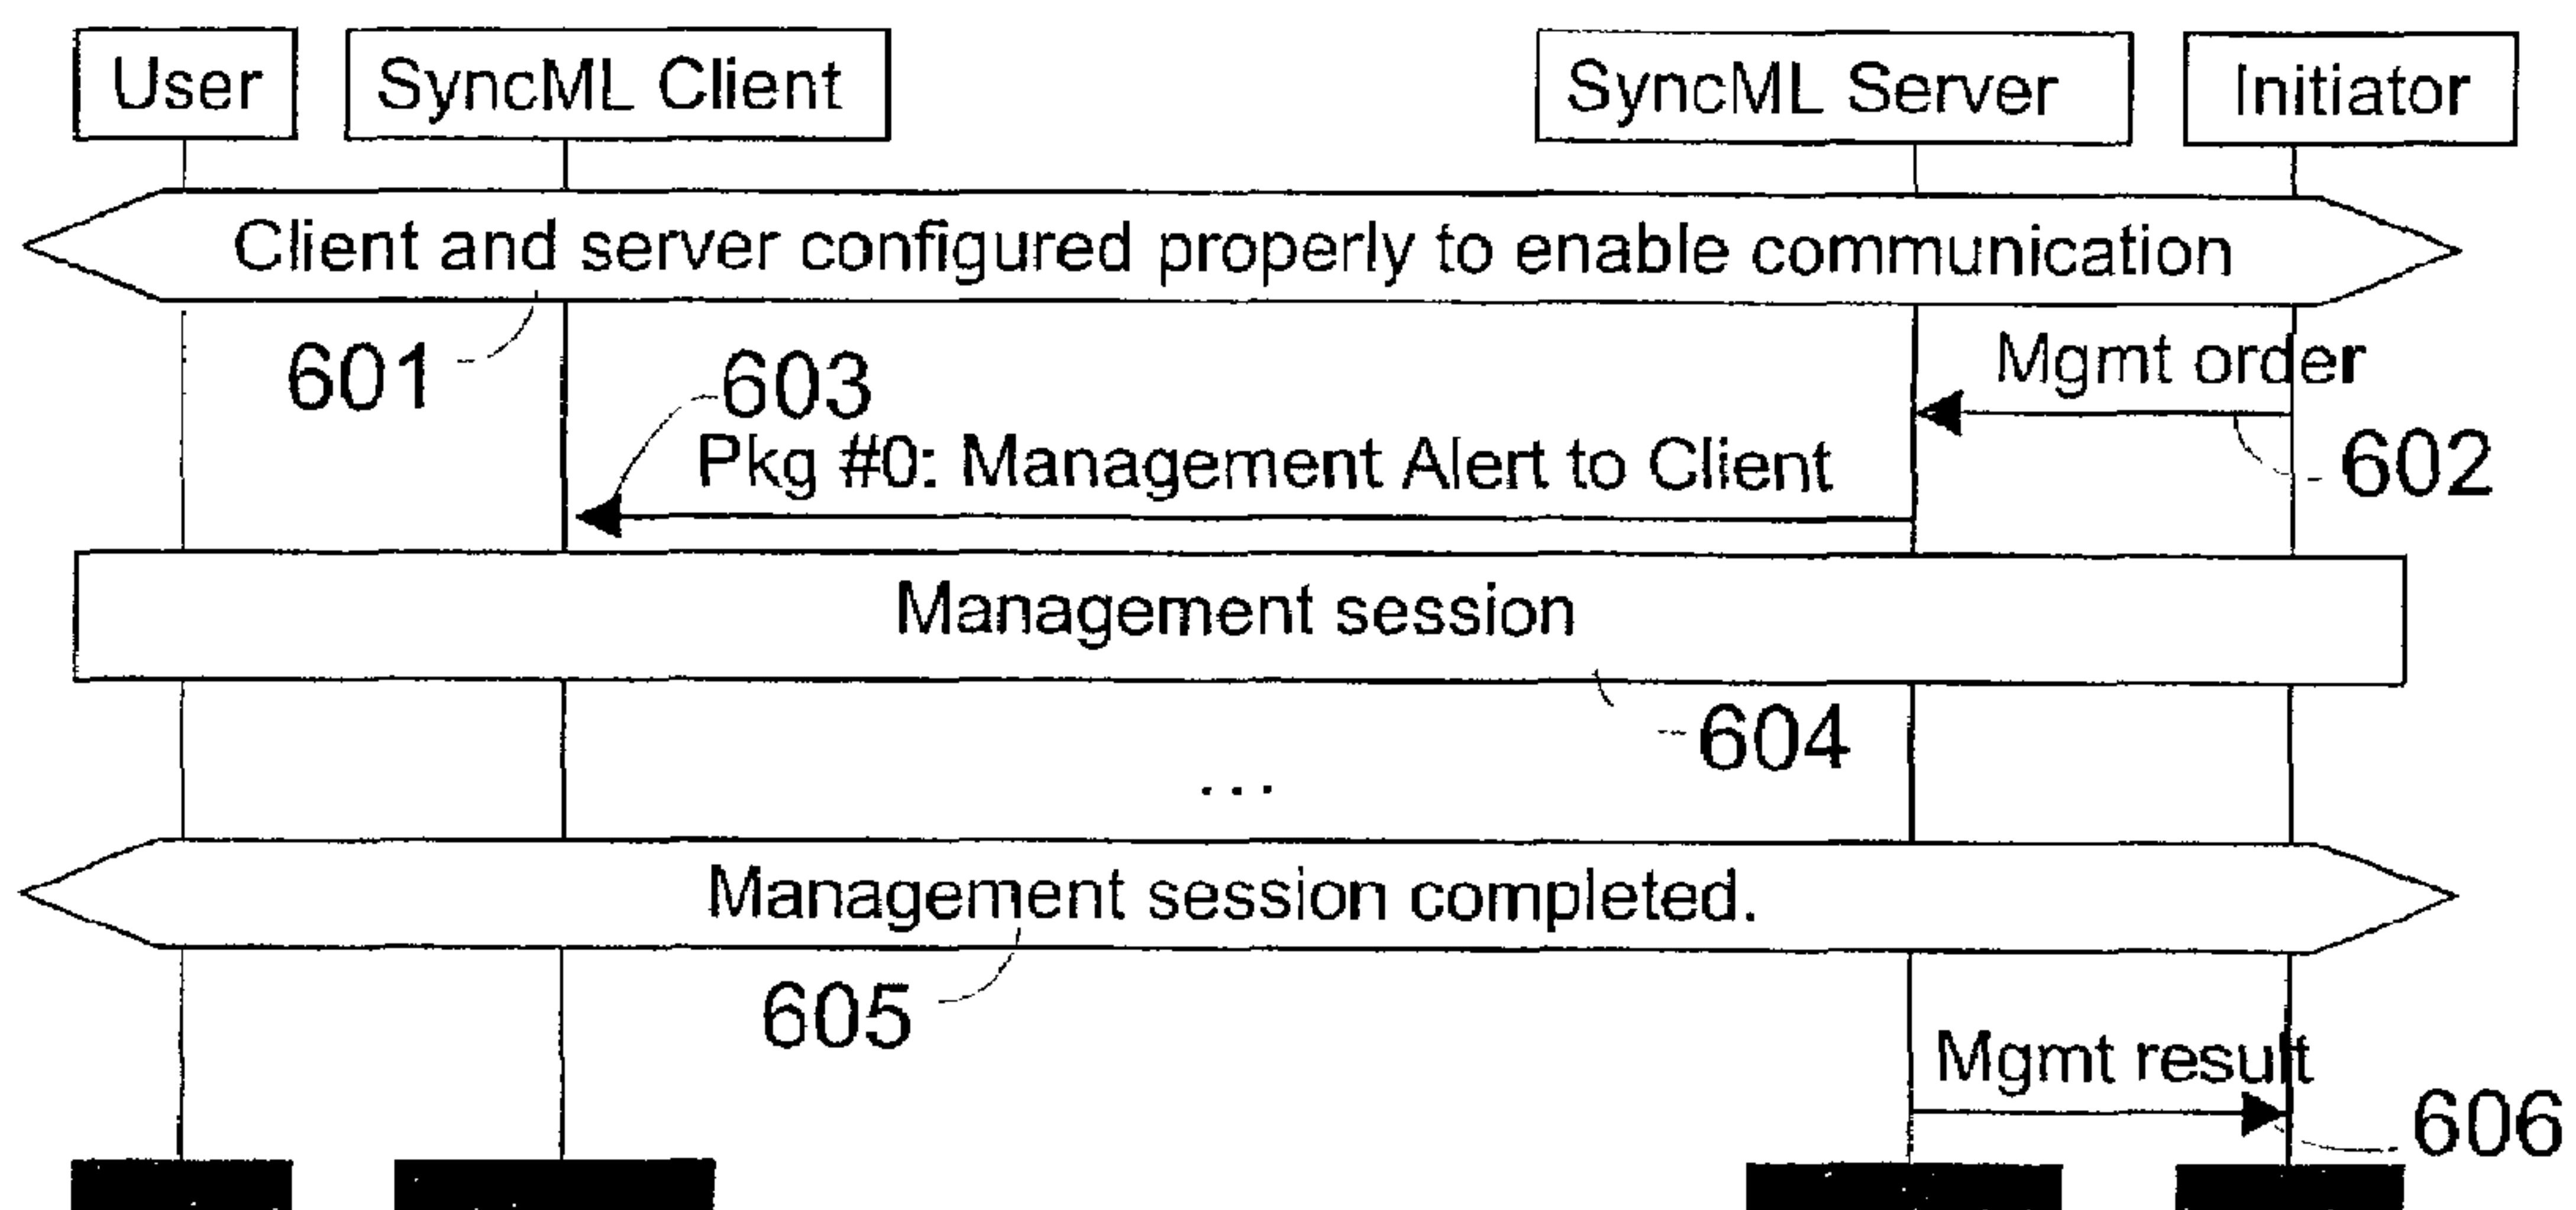 User
SyncML Client
SyncML Server
Initiator
Client and server configured properly to enable communication
601
603
Mgmt order
Pkg #0: Management Alert to Client
602
Management session
604
...
Management session completed.
605
Mgmt result
606